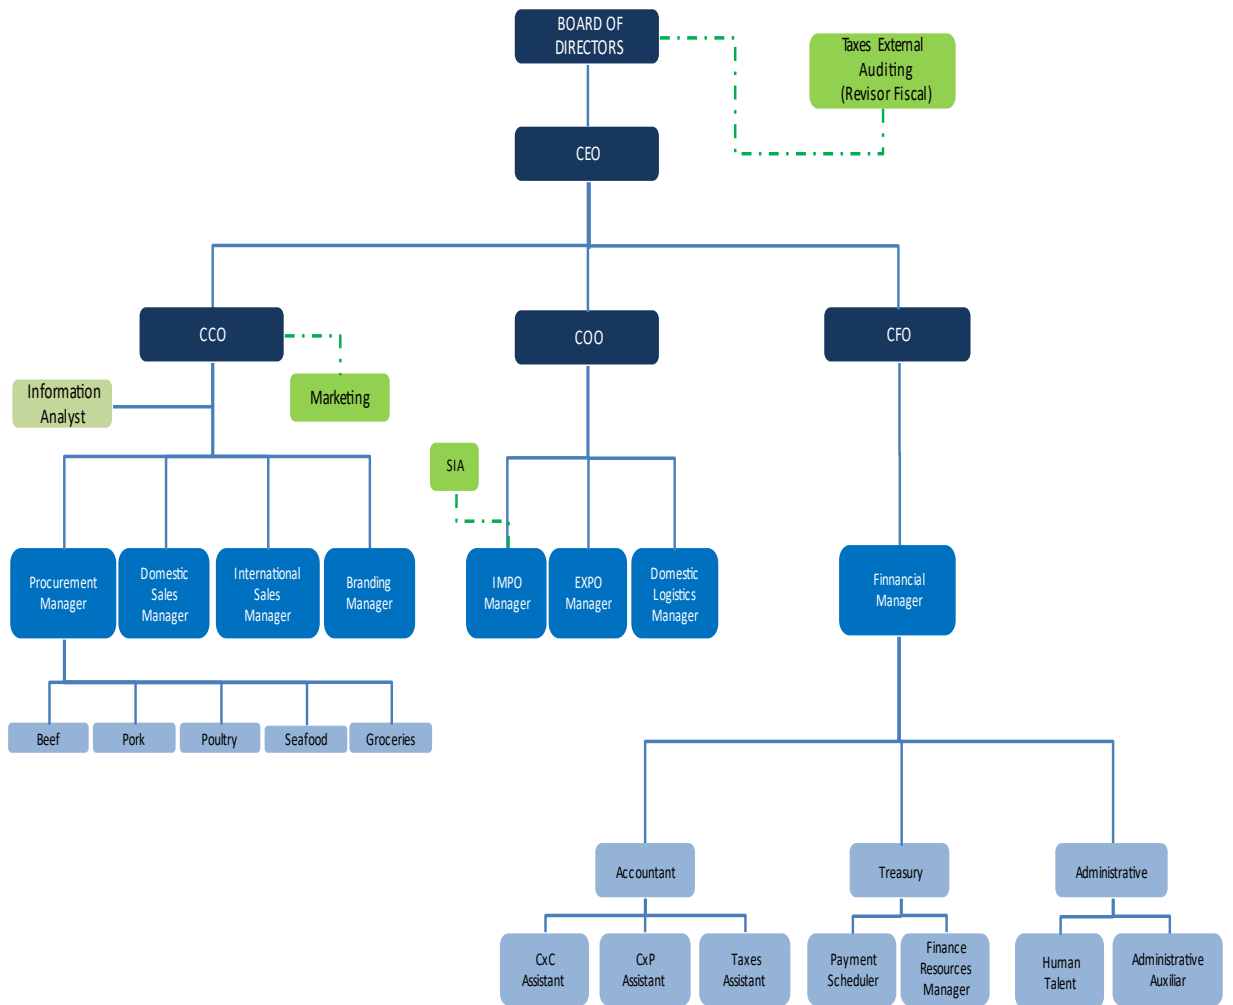 BOARD OF
DIRECTORS
Taxes External
Auditing
(Revisor Fiscal)
CEO
CCO
COO
CFO
Information
Analyst
Marketing
SIA
Procurement
Manager
Domestic
Sales
Manager
International
Sales
Manager
Branding
Manager
IMPO
Manager
EXPO
Manager
Domestic
Logistics
Manager
Finnancial
Manager
Beef
Pork
Poultry
Seafood
Groceries
Accountant
Treasury
Administrative
CxC
Assistant
CxP
Assistant
Taxes
Assistant
Payment
Scheduler
Finance
Resources
Manager
Human
Talent
Administrative
Auxiliar